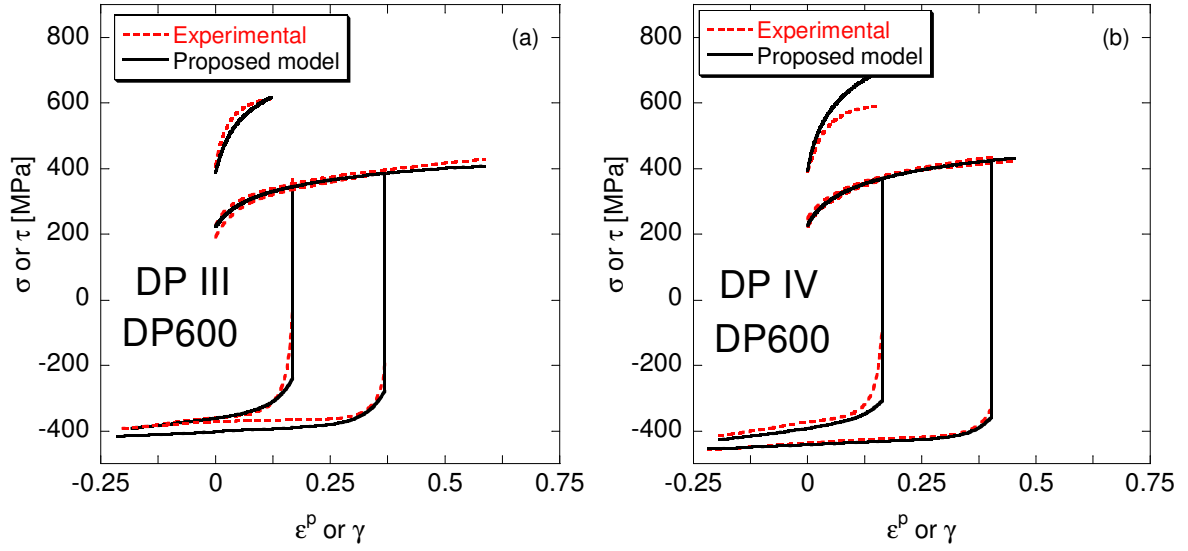 Experimental
Proposed model
(a)
800
600
400
200
0
-200
-400
σ or τ [MPa]
DP III
DP600
-0.25
0
0.25
0.5
0.75
εᵖ or γ
Experimental
Proposed model
(b)
800
600
400
200
0
-200
-400
σ or τ [MPa]
DP IV
DP600
-0.25
0
0.25
0.5
0.75
εᵖ or γ